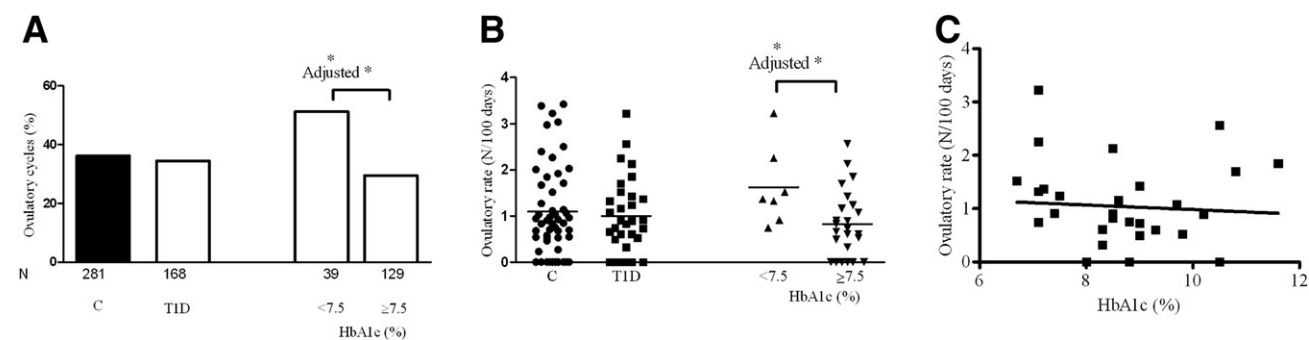 A
Ovulatory cycles (%)
60
40
20
0
*
Adjusted *
N 281 168 39 129
C T1D <7.5 ≥7.5
HbA1c (%)
B
Ovulatory rate (N/100 days)
4
3
2
1
0
*
Adjusted *
C T1D <7.5 ≥7.5
HbA1c (%)
C
Ovulatory rate (N/100 days)
4
3
2
1
0
6 8 10 12
HbA1c (%)